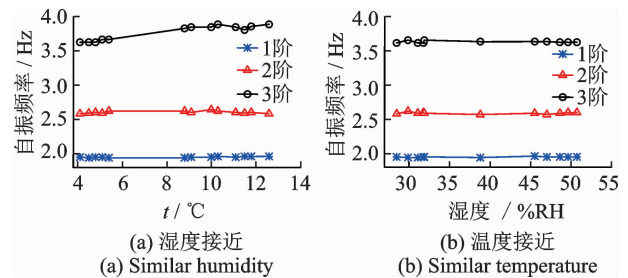 自振频率 / Hz
4.0
3.5
3.0
2.5
2.0
1阶
2阶
3阶
4 6 8 10 12 14
t / ℃
(a) 湿度接近
(a) Similar humidity
自振频率 / Hz
4.0
3.5
3.0
2.5
2.0
1阶
2阶
3阶
25 30 35 40 45 50 55
湿度 / %RH
(b) 温度接近
(b) Similar temperature